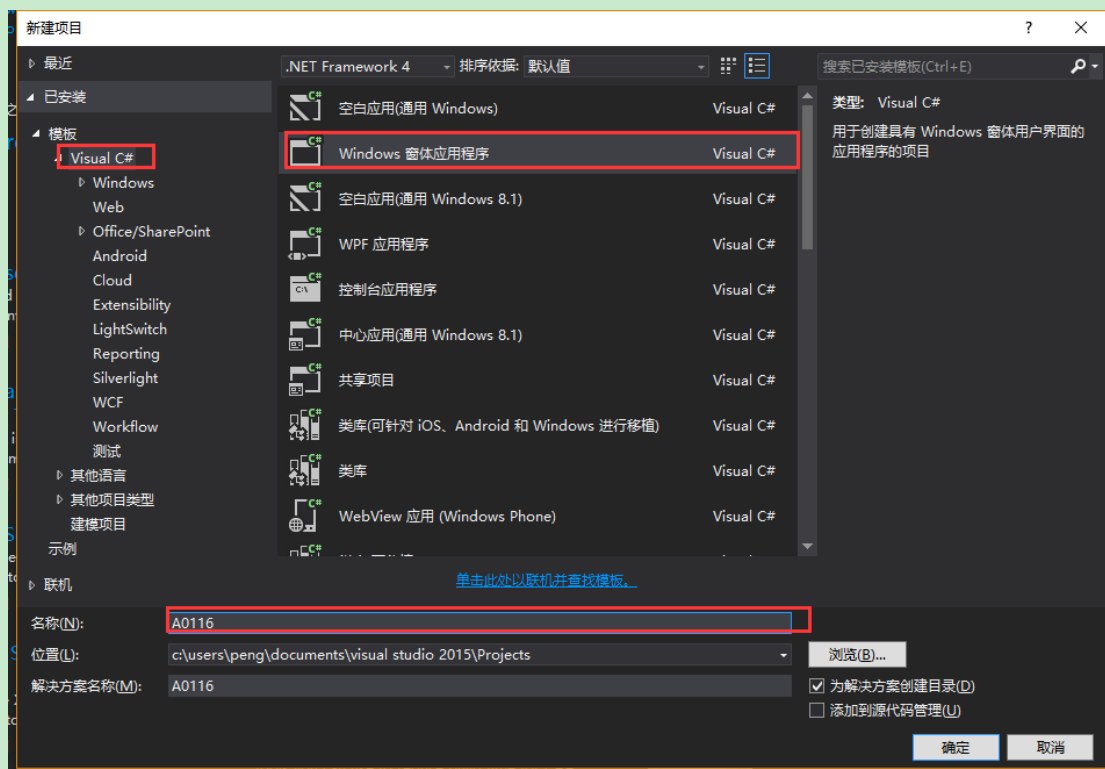 新建项目
最近
.NET Framework 4 排序依据: 默认值
搜索已安装模板(Ctrl+E)
已安装
模板
Visual C#
Windows
Web
Office/SharePoint
Android
Cloud
Extensibility
LightSwitch
Reporting
Silverlight
WCF
Workflow
测试
其他语言
其他项目类型
建模项目
示例
联机
空白应用(通用 Windows) Visual C#
Windows 窗体应用程序 Visual C#
空白应用(通用 Windows 8.1) Visual C#
WPF 应用程序 Visual C#
控制台应用程序 Visual C#
中心应用(通用 Windows 8.1) Visual C#
共享项目 Visual C#
类库(可针对 iOS、Android 和 Windows 进行移植) Visual C#
类库 Visual C#
WebView 应用 (Windows Phone) Visual C#
单击此处以联机并查找模板。
类型: Visual C#
用于创建具有 Windows 窗体用户界面的
应用程序的项目
名称(N): A0116
位置(L): c:\users\peng\documents\visual studio 2015\Projects 浏览(B)...
解决方案名称(M): A0116
为解决方案创建目录(D)
添加到源代码管理(U)
确定 取消